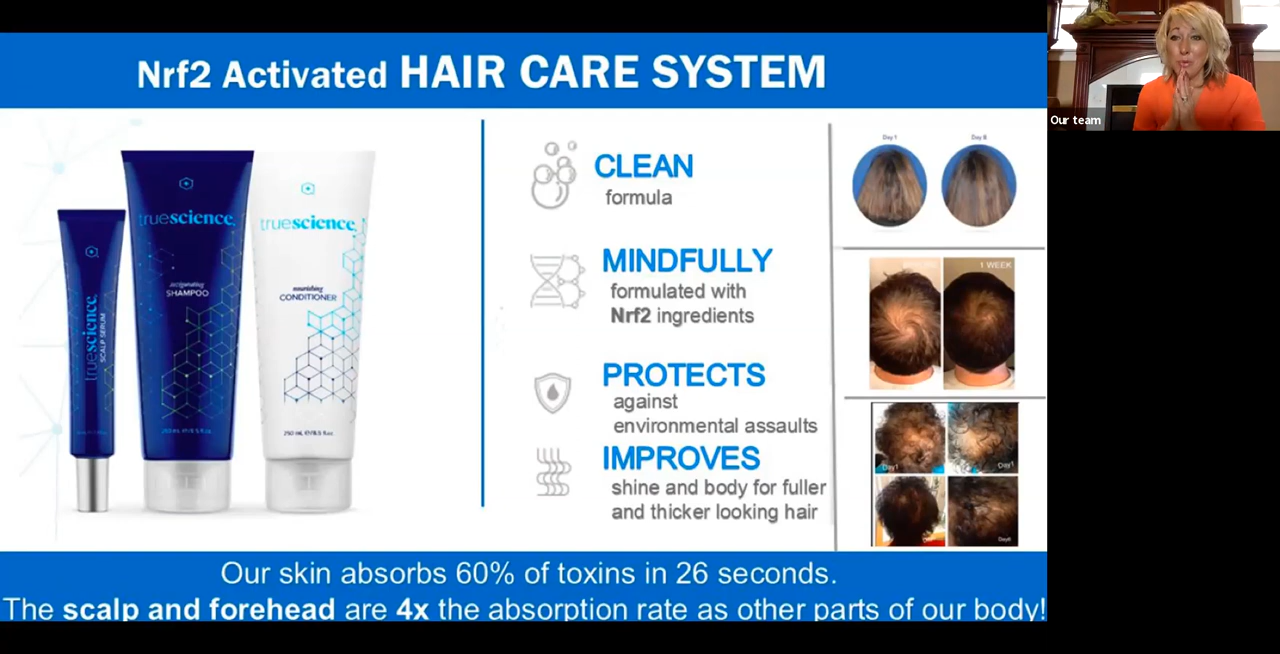 Nrf2 Activated HAIR CARE SYSTEM
Our team
truescience
SCALP SERUM
truescience
invigorating
SHAMPOO
truescience
nourishing
CONDITIONER
CLEAN
formula
MINDFULLY
formulated with
Nrf2 ingredients
PROTECTS
against
environmental assaults
IMPROVES
shine and body for fuller
and thicker looking hair
Day 1
Day 8
1 WEEK
Day1
Day1
Our skin absorbs 60% of toxins in 26 seconds.
The scalp and forehead are 4x the absorption rate as other parts of our body!